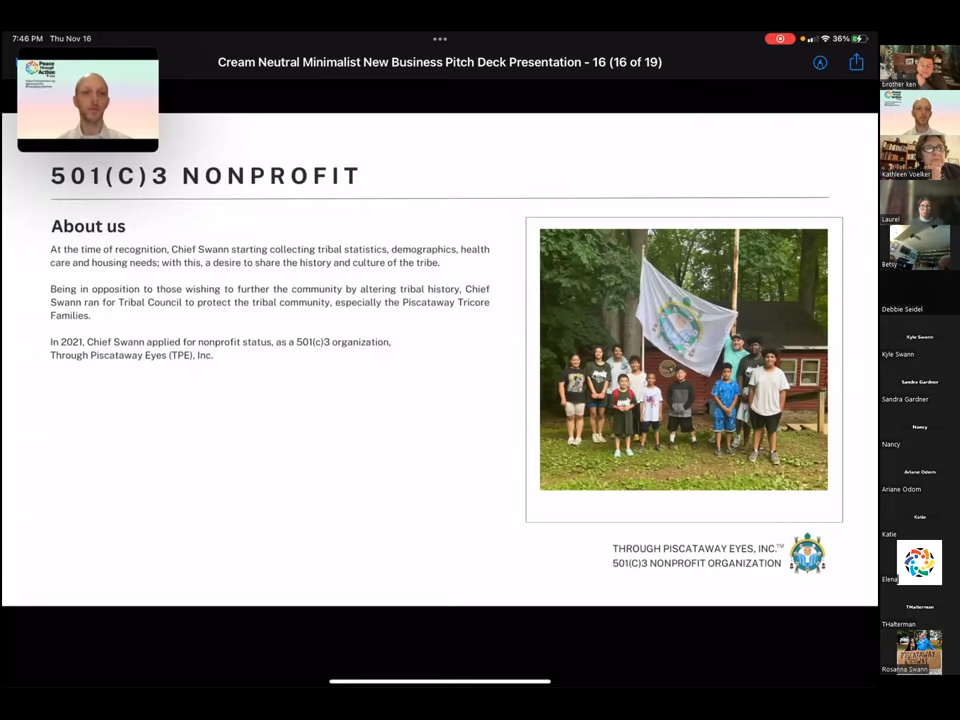 7:46 PM Thu Nov 16
36%
Peace
Through
Action
Cream Neutral Minimalist New Business Pitch Deck Presentation - 16 (16 of 19)
501(C)3 NONPROFIT
About us
At the time of recognition, Chief Swann starting collecting tribal statistics, demographics, health
care and housing needs; with this, a desire to share the history and culture of the tribe.
Being in opposition to those wishing to further the community by altering tribal history, Chief
Swann ran for Tribal Council to protect the tribal community, especially the Piscataway Tricore
Families.
In 2021, Chief Swann applied for nonprofit status, as a 501(c)3 organization,
Through Piscataway Eyes (TPE), Inc.
THROUGH PISCATAWAY EYES, INC.™
501(C)3 NONPROFIT ORGANIZATION
brother ken
Kathleen Voelker
Laurel
Betsy
Debbie Seidel
Kyle Swann
Kyle Swann
Sandra Gardner
Sandra Gardner
Nancy
Nancy
Ariane Odom
Ariane Odom
Katie
Katie
Elena
THalterman
THalterman
PISCATAWAY
Rosanna Swann